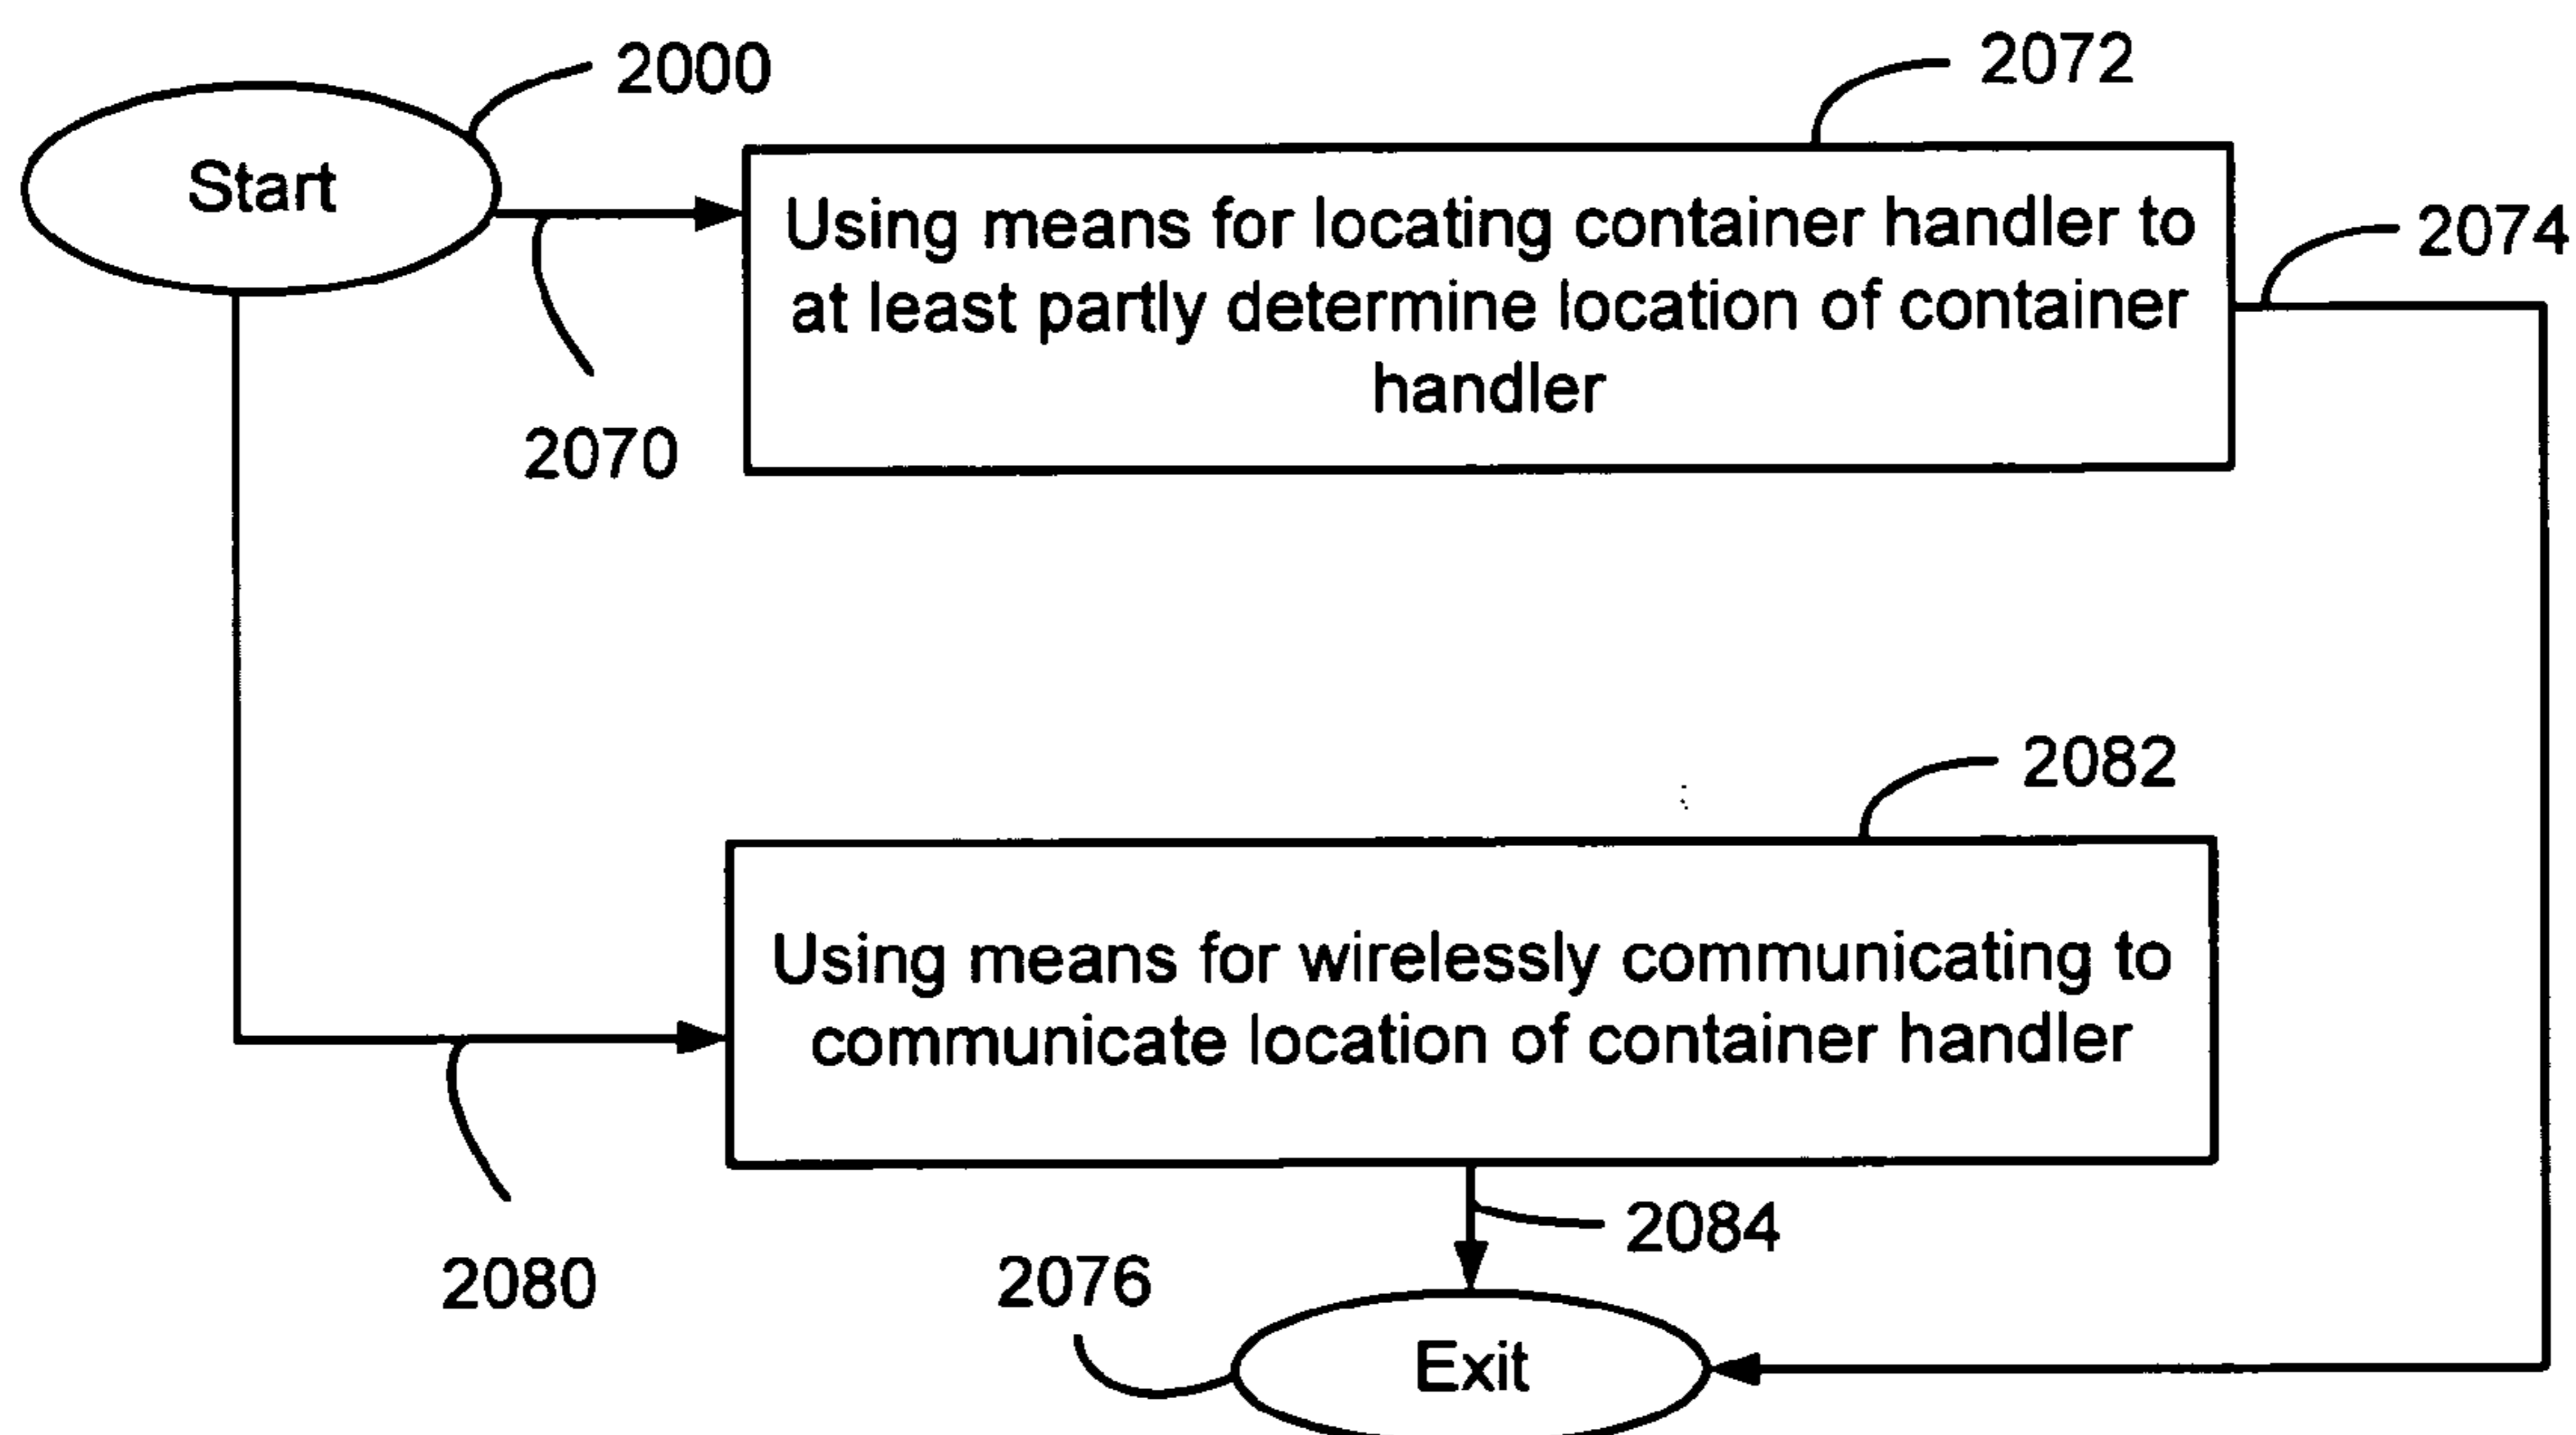 2000
2072
Start
Using means for locating container handler to
at least partly determine location of container
handler
2074
2070
2082
Using means for wirelessly communicating to
communicate location of container handler
2084
2080
2076
Exit